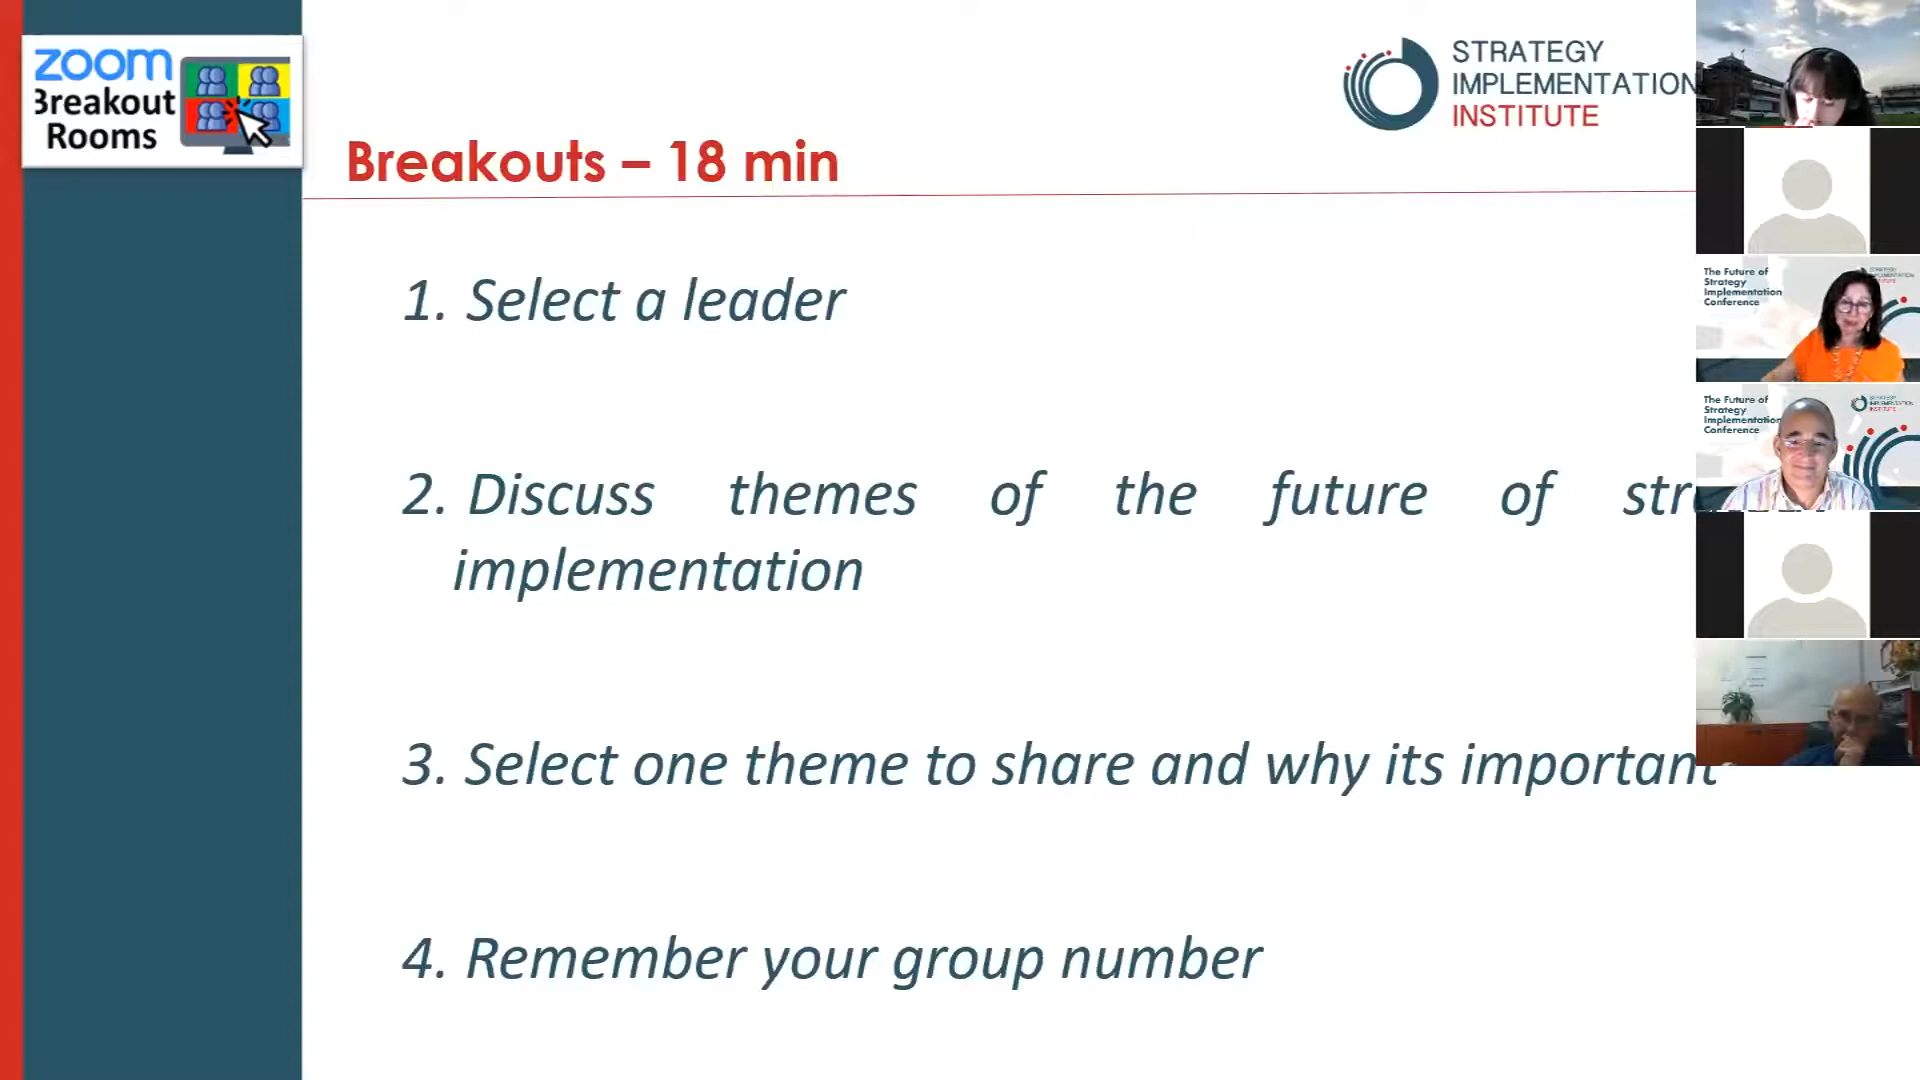 zoom
Breakout
Rooms
STRATEGY
IMPLEMENTATION
INSTITUTE
Breakouts – 18 min
1. Select a leader
2. Discuss themes of the future of
implementation
3. Select one theme to share and why its important
4. Remember your group number
The Future of
Strategy
Implementation
Conference
The Future of
Strategy
Implementation
Conference